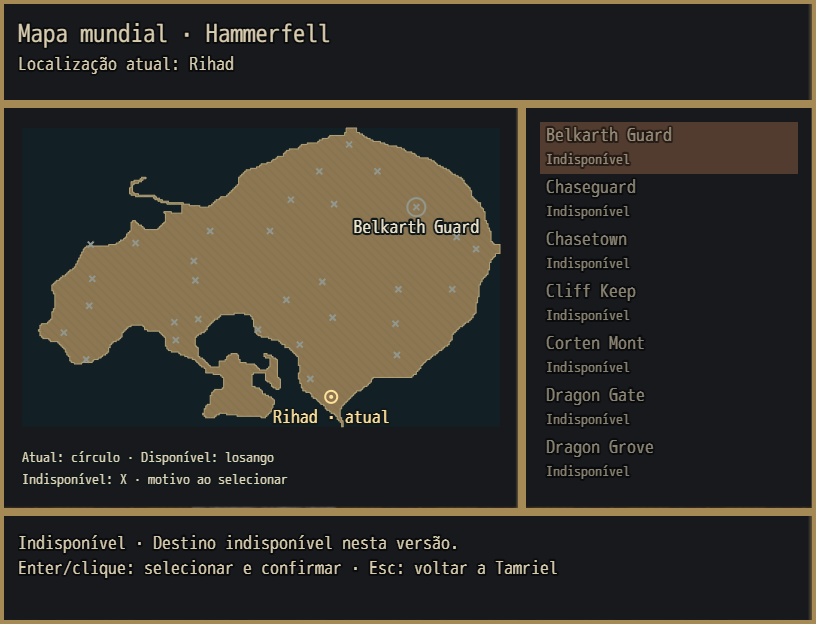 Mapa mundial · Hammerfell
Localização atual: Rihad
Belkarth Guard
Rihad · atual
Atual: círculo · Disponível: losango
Indisponível: X · motivo ao selecionar
Belkarth Guard
Indisponível
Chaseguard
Indisponível
Chasetown
Indisponível
Cliff Keep
Indisponível
Corten Mont
Indisponível
Dragon Gate
Indisponível
Dragon Grove
Indisponível
Indisponível · Destino indisponível nesta versão.
Enter/clique: selecionar e confirmar · Esc: voltar a Tamriel